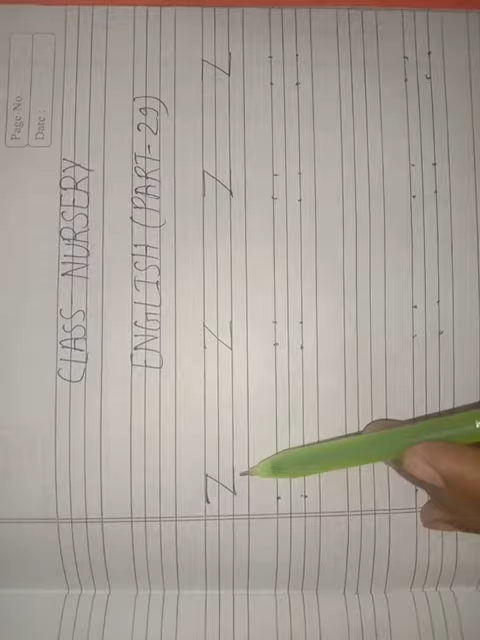 Page No.
Date :
CLASS- NURSERY
ENGLISH (PART-29)
Z Z Z Z